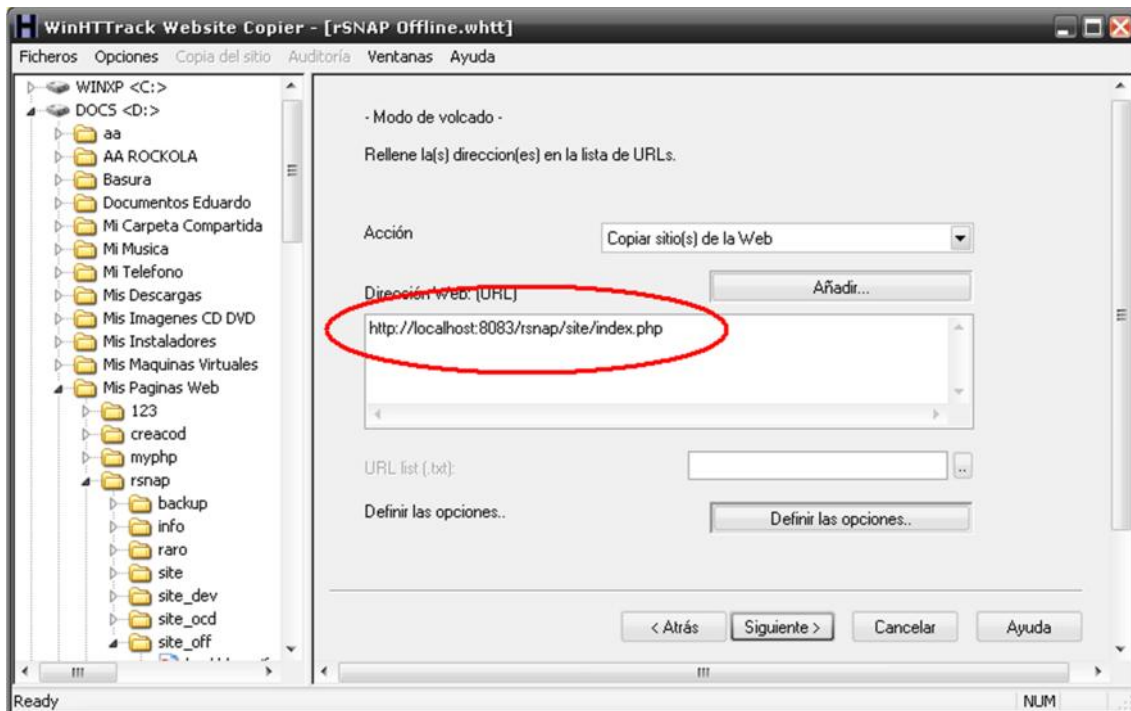 WinHTTrack Website Copier - [rSNAP Offline.whtt]
Ficheros Opciones Copia del sitio Auditoría Ventanas Ayuda
WINXP <C:>
DOCS <D:>
aa
AA ROCKOLA
Basura
Documentos Eduardo
Mi Carpeta Compartida
Mi Musica
Mi Telefono
Mis Descargas
Mis Imagenes CD DVD
Mis Instaladores
Mis Maquinas Virtuales
Mis Paginas Web
123
creacod
myphp
rsnap
backup
info
raro
site
site_dev
site_ocd
site_off
- Modo de volcado -
Rellene la(s) direccion(es) en la lista de URLs.
Acción
Copiar sitio(s) de la Web
Dirección Web: (URL)
Añadir...
http://localhost:8083/rsnap/site/index.php
URL list (.txt):
..
Definir las opciones..
Definir las opciones..
< Atrás
Siguiente >
Cancelar
Ayuda
Ready
NUM